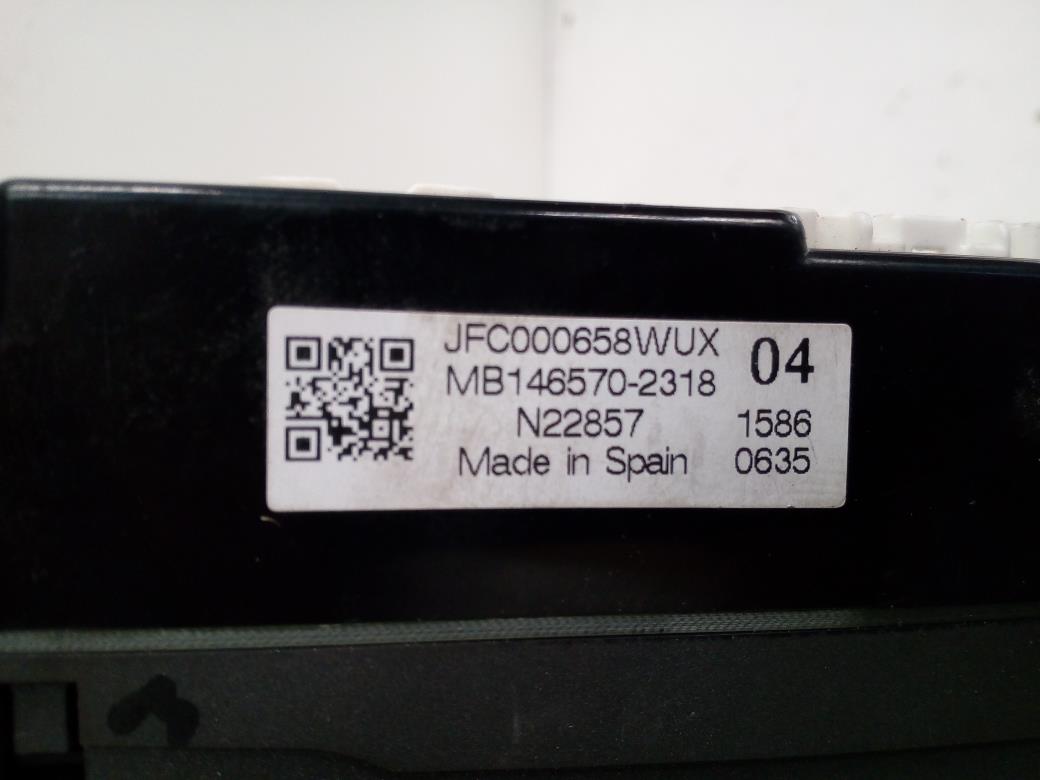 JFC000658WUX 04
MB146570-2318
N22857 1586
Made in Spain 0635